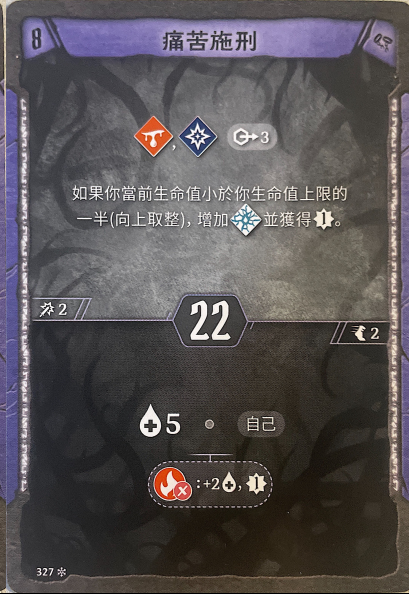 8 痛苦施刑
, 3
如果你當前生命值小於你生命值上限的
一半(向上取整), 增加 並獲得 1 。
2
22
2
5 • 自己
: +2 , 1
327